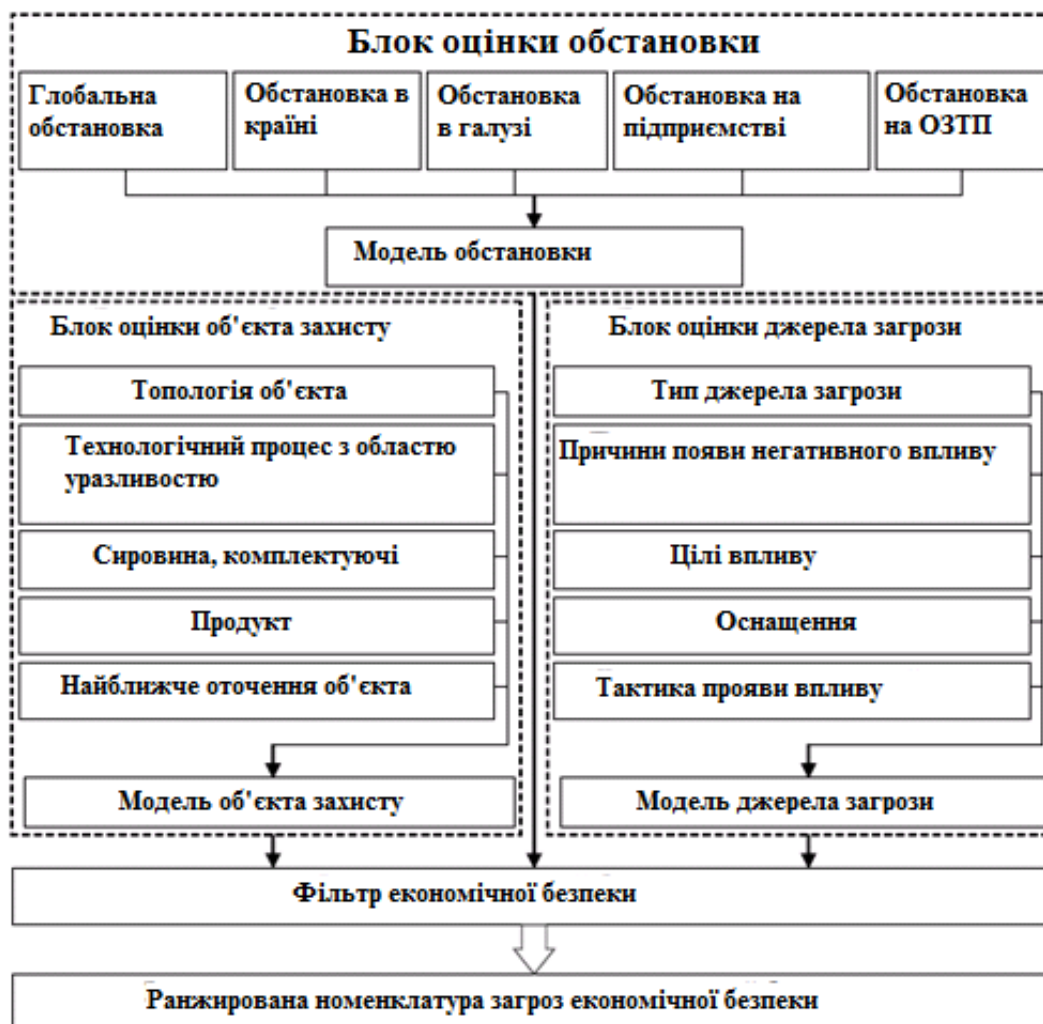 Блок оцінки обстановки
Глобальна
обстановка
Обстановка в
країні
Обстановка
в галузі
Обстановка на
підприємстві
Обстановка
на ОЗТП
Модель обстановки
Блок оцінки об'єкта захисту
Топологія об'єкта
Технологічний процес з областю
уразливостю
Сировина, комплектуючі
Продукт
Найближче оточення об'єкта
Модель об'єкта захисту
Блок оцінки джерела загрози
Тип джерела загрози
Причини появи негативного впливу
Цілі впливу
Оснащення
Тактика прояви впливу
Модель джерела загрози
Фільтр економічної безпеки
Ранжирована номенклатура загроз економічної безпеки